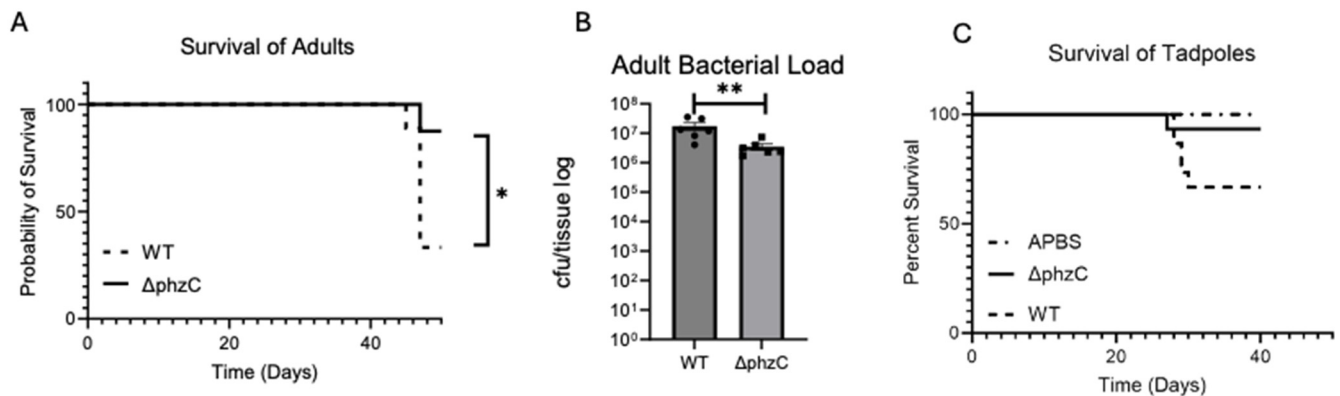 A
Survival of Adults
Probability of Survival
100
50
0
WT
ΔphzC
*
0 20 40
Time (Days)
B
Adult Bacterial Load
**
cfu/tissue log
10⁸
10⁷
10⁶
10⁵
10⁴
10³
10²
10¹
10⁰
WT ΔphzC
C
Survival of Tadpoles
Percent Survival
100
50
0
APBS
ΔphzC
WT
0 20 40
Time (Days)